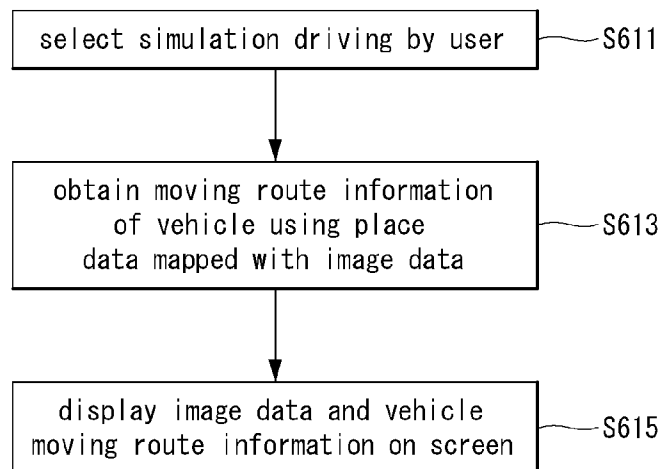 select simulation driving by user
S611
obtain moving route information
of vehicle using place
data mapped with image data
S613
display image data and vehicle
moving route information on screen
S615